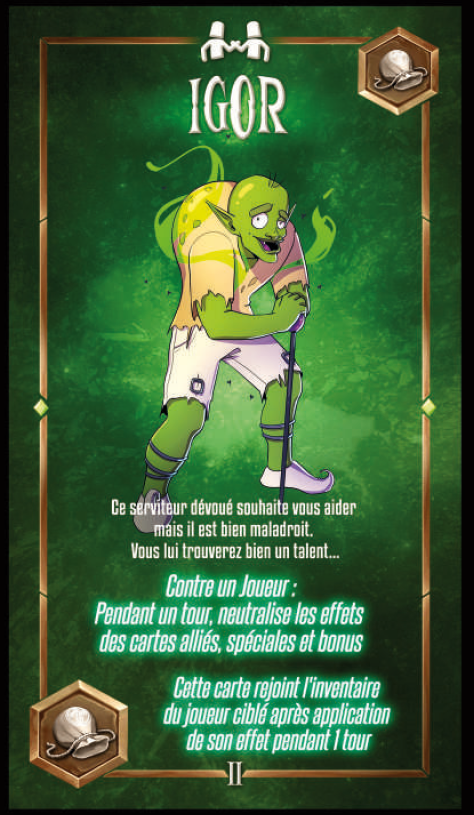 IGOR
Ce serviteur dévoué souhaite vous aider
mais il est bien maladroit.
Vous lui trouverez bien un talent...
Contre un Joueur :
Pendant un tour, neutralise les effets
des cartes alliés, spéciales et bonus
Cette carte rejoint l'inventaire
du joueur ciblé après application
de son effet pendant 1 tour
II